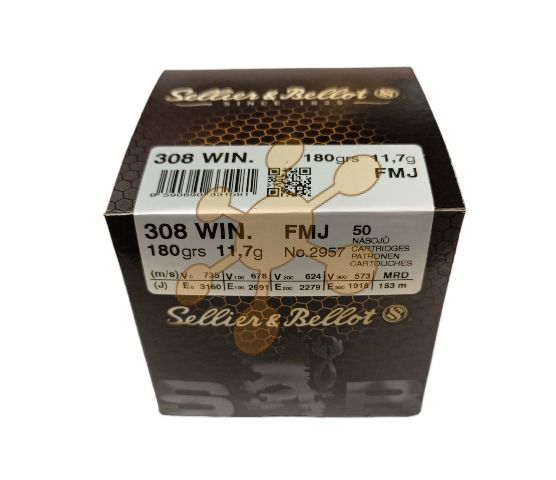 Sellier & Bellot S&B
SINCE 1825
308 WIN. 180grs 11,7g
FMJ
308 WIN. FMJ 50
180grs 11,7g No.2957
NÁBOJŮ
CARTRIDGES
PATRONEN
CARTOUCHES
(m/s) V0 735 V100 678 V200 624 V300 573 MRD
(J) E0 3160 E100 2691 E200 2279 E300 1918 153 m
Sellier & Bellot
S&B